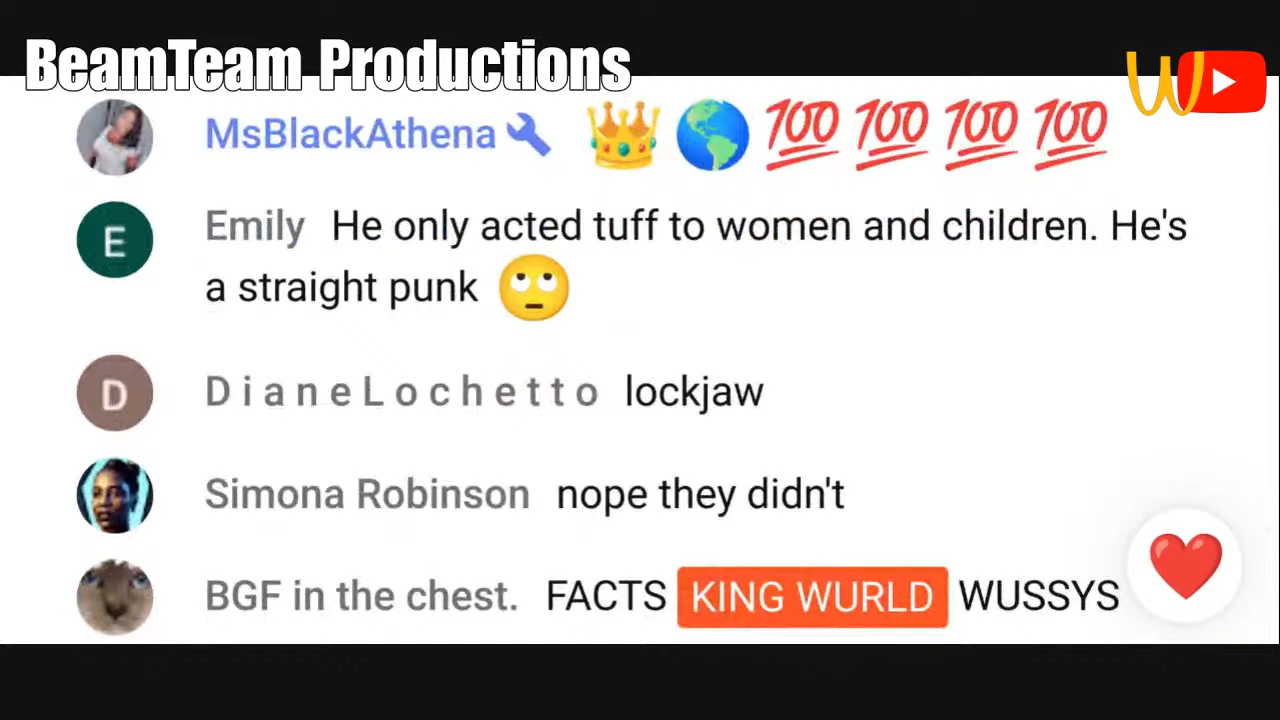 BeamTeam Productions
W
MsBlackAthena 👑 🌎 💯 💯 💯 💯
E
Emily He only acted tuff to women and children. He's
a straight punk 🙄
D
D i a n e L o c h e t t o lockjaw
Simona Robinson nope they didn't
BGF in the chest. FACTS KING WURLD WUSSYS